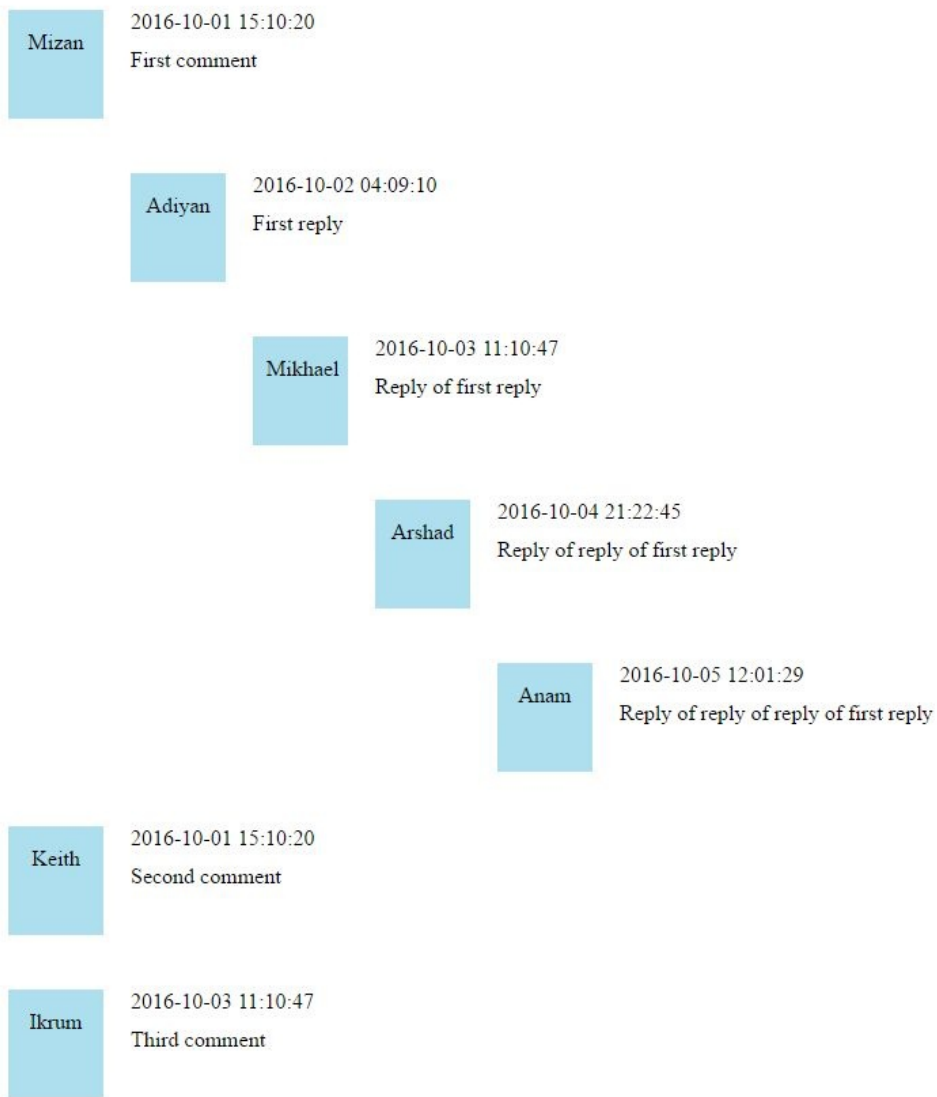 Mizan
2016-10-01 15:10:20
First comment
Adiyan
2016-10-02 04:09:10
First reply
Mikhael
2016-10-03 11:10:47
Reply of first reply
Arshad
2016-10-04 21:22:45
Reply of reply of first reply
Anam
2016-10-05 12:01:29
Reply of reply of reply of first reply
Keith
2016-10-01 15:10:20
Second comment
Ikrum
2016-10-03 11:10:47
Third comment